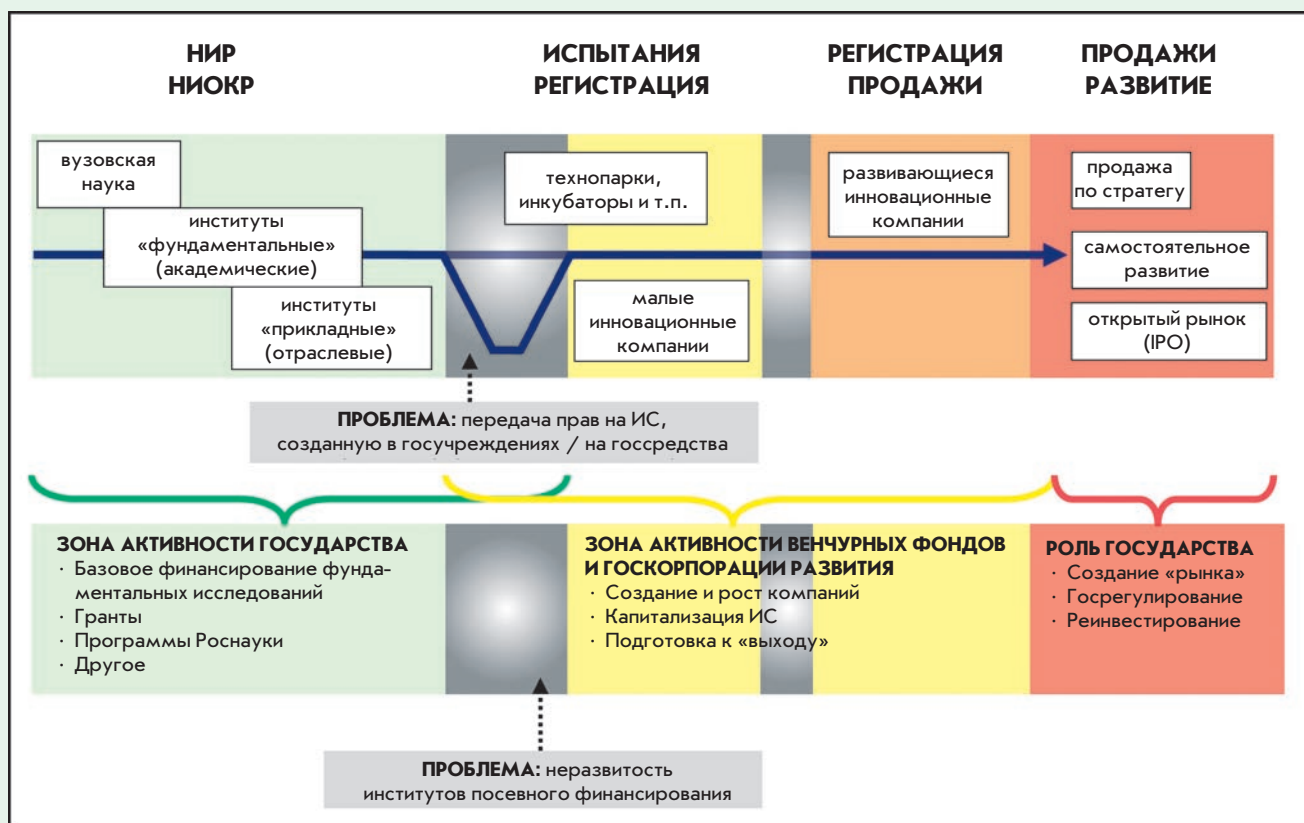 НИР
НИОКР
ИСПЫТАНИЯ
РЕГИСТРАЦИЯ
РЕГИСТРАЦИЯ
ПРОДАЖИ
ПРОДАЖИ
РАЗВИТИЕ
вузовская
наука
институты
«фундаментальные»
(академические)
институты
«прикладные»
(отраслевые)
технопарки,
инкубаторы и т.п.
малые
инновационные
компании
развивающиеся
инновационные
компании
продажа
по стратегу
самостоятельное
развитие
открытый рынок
(IPO)
ПРОБЛЕМА: передача прав на ИС,
созданную в госучреждениях / на госсредства
ЗОНА АКТИВНОСТИ ГОСУДАРСТВА
· Базовое финансирование фунда-
ментальных исследований
· Гранты
· Программы Роснауки
· Другое
ЗОНА АКТИВНОСТИ ВЕНЧУРНЫХ ФОНДОВ
И ГОСКОРПОРАЦИИ РАЗВИТИЯ
· Создание и рост компаний
· Капитализация ИС
· Подготовка к «выходу»
РОЛЬ ГОСУДАРСТВА
· Создание «рынка»
· Госрегулирование
· Реинвестирование
ПРОБЛЕМА: неразвитость
институтов посевного финансирования